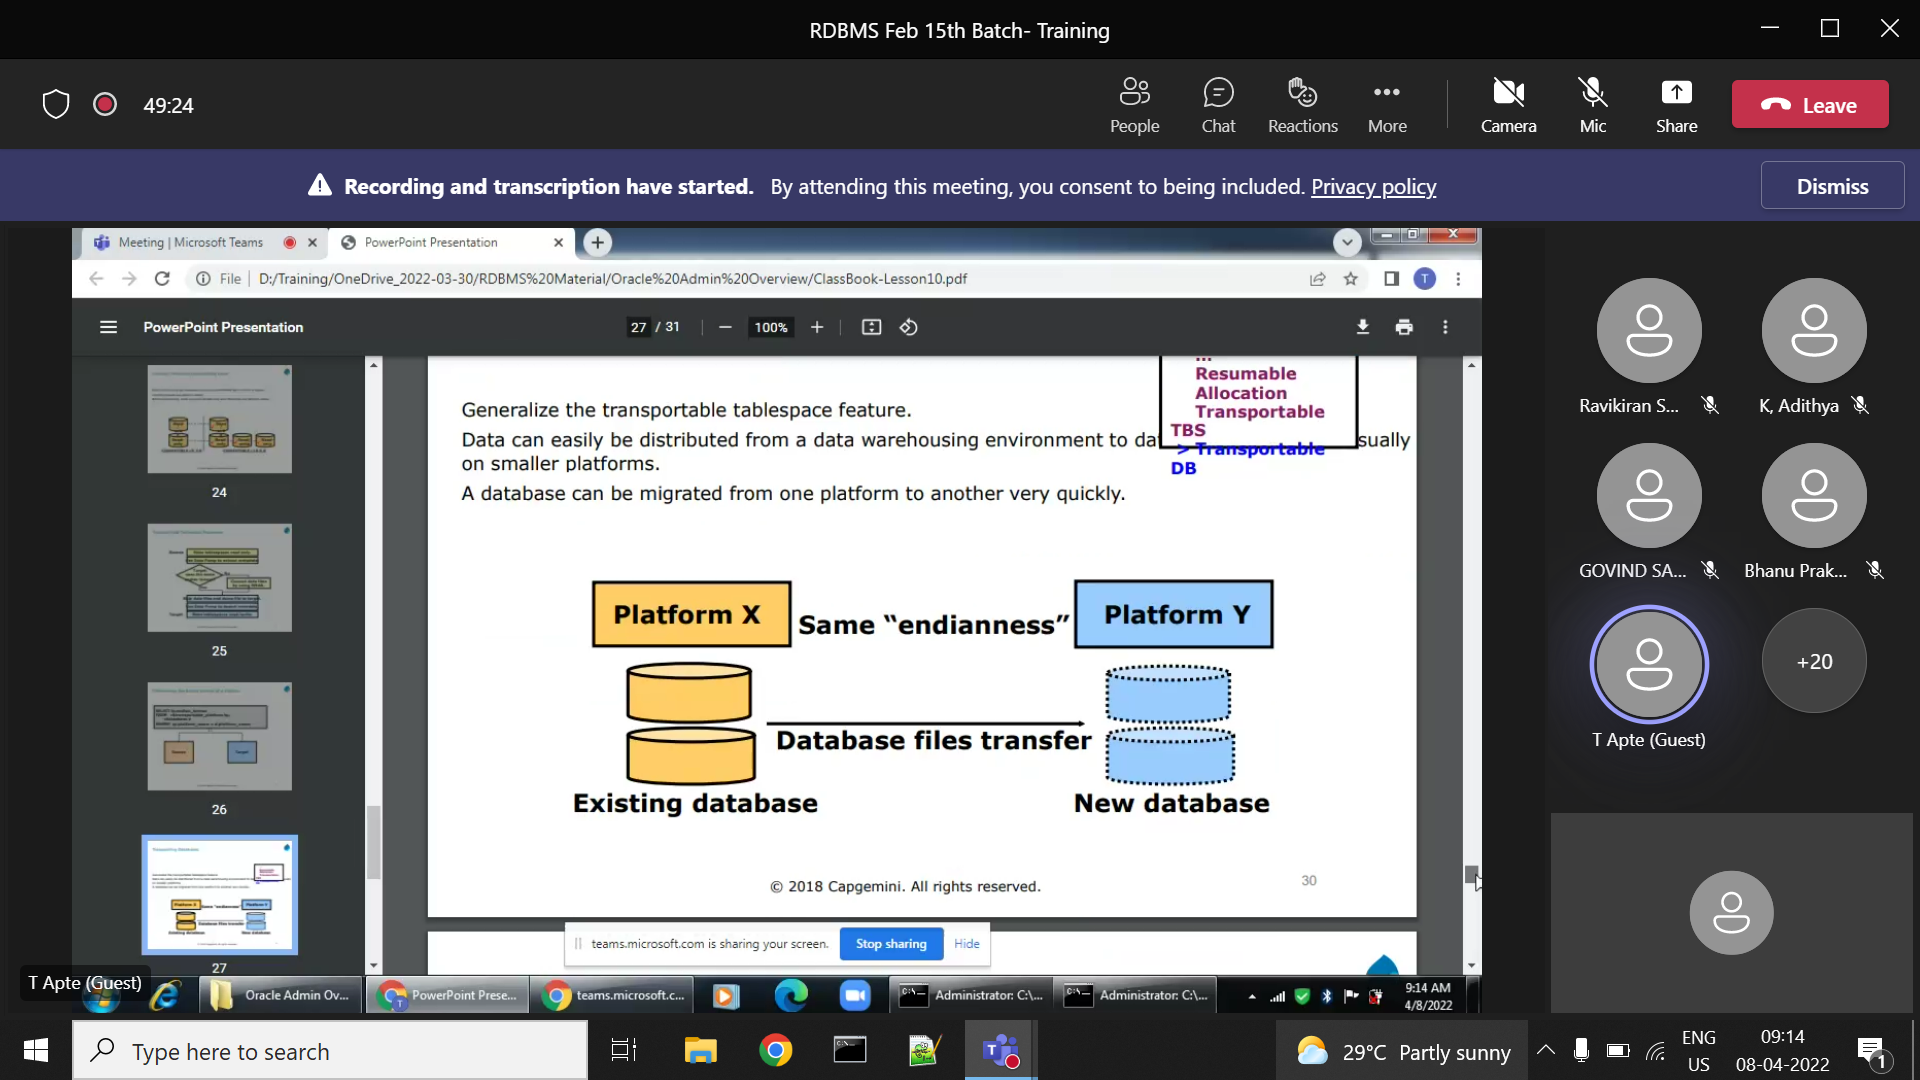 RDBMS Feb 15th Batch- Training
49:24
People
Chat
Reactions
More
Camera
Mic
Share
Leave
Recording and transcription have started. By attending this meeting, you consent to being included. Privacy policy
Dismiss
Meeting | Microsoft Teams
PowerPoint Presentation
File | D:/Training/OneDrive_2022-03-30/RDBMS%20Material/Oracle%20Admin%20Overview/ClassBook-Lesson10.pdf
T
PowerPoint Presentation
27 / 31
100%
24
25
26
27
...
Resumable
Allocation
Transportable
TBS
> Transportable
DB
Generalize the transportable tablespace feature.
Data can easily be distributed from a data warehousing environment to da sually
on smaller platforms.
A database can be migrated from one platform to another very quickly.
Platform X
Same “endianness”
Platform Y
Database files transfer
Existing database
New database
© 2018 Capgemini. All rights reserved.
30
teams.microsoft.com is sharing your screen.
Stop sharing
Hide
T Apte (Guest)
Oracle Admin Ov...
PowerPoint Prese...
teams.microsoft.c...
Administrator: C:\...
Administrator: C:\...
9:14 AM
4/8/2022
Ravikiran S...
K, Adithya
GOVIND SA...
Bhanu Prak...
T Apte (Guest)
+20
Type here to search
29°C Partly sunny
ENG
US
09:14
08-04-2022
1